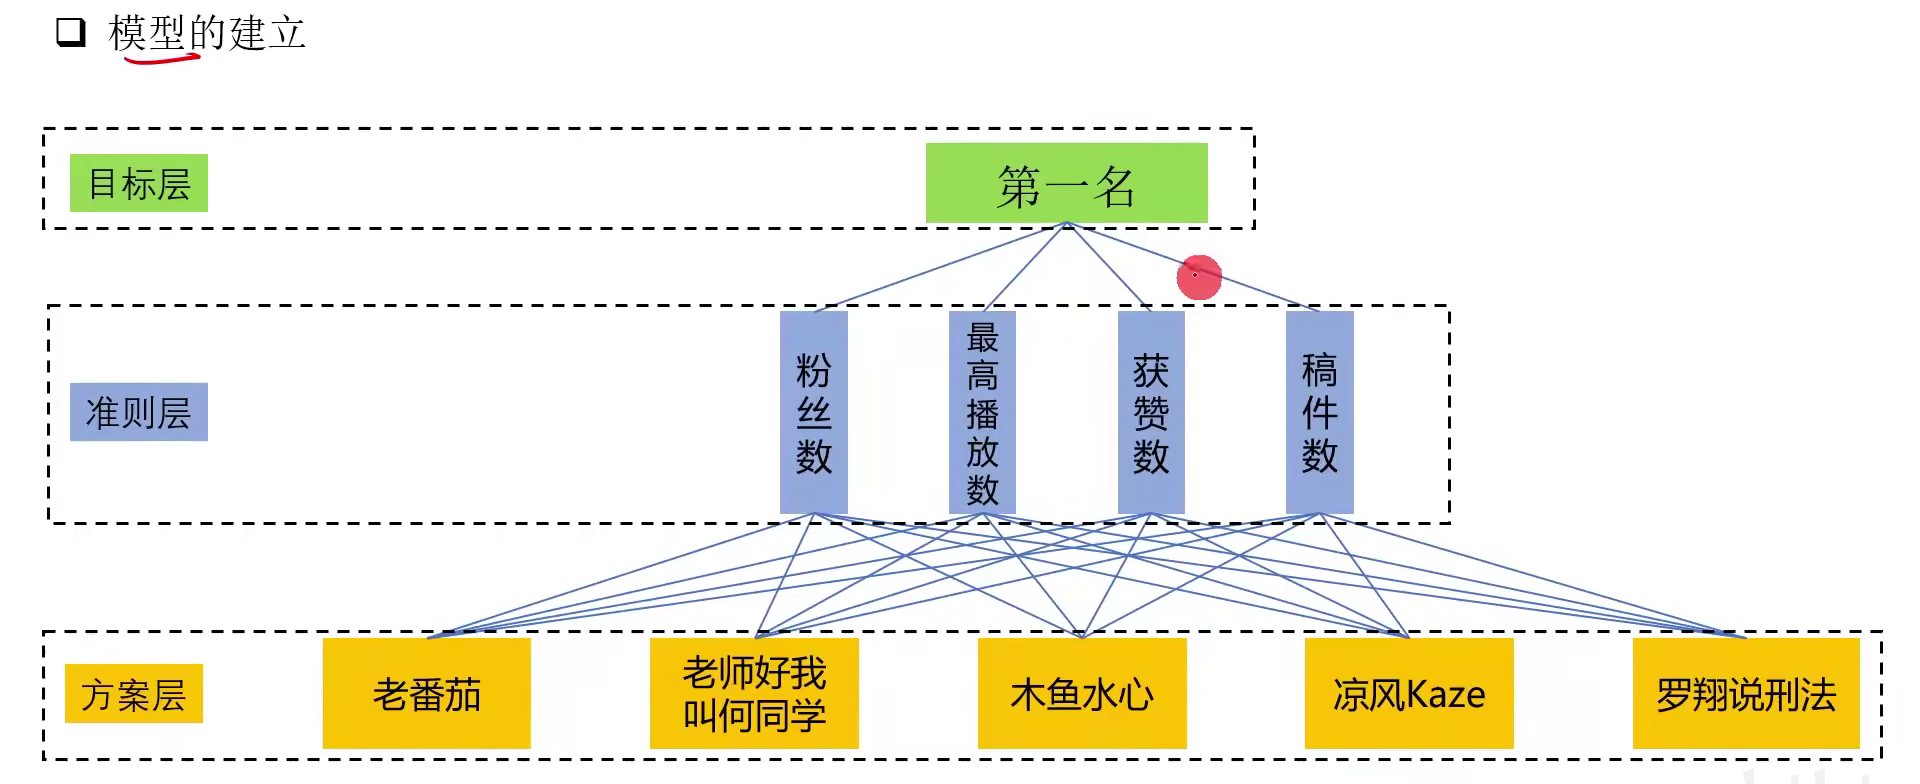 模型的建立
目标层
第一名
准则层
粉丝数
最高播放数
获赞数
稿件数
方案层
老番茄
老师好我
叫何同学
木鱼水心
凉风Kaze
罗翔说刑法